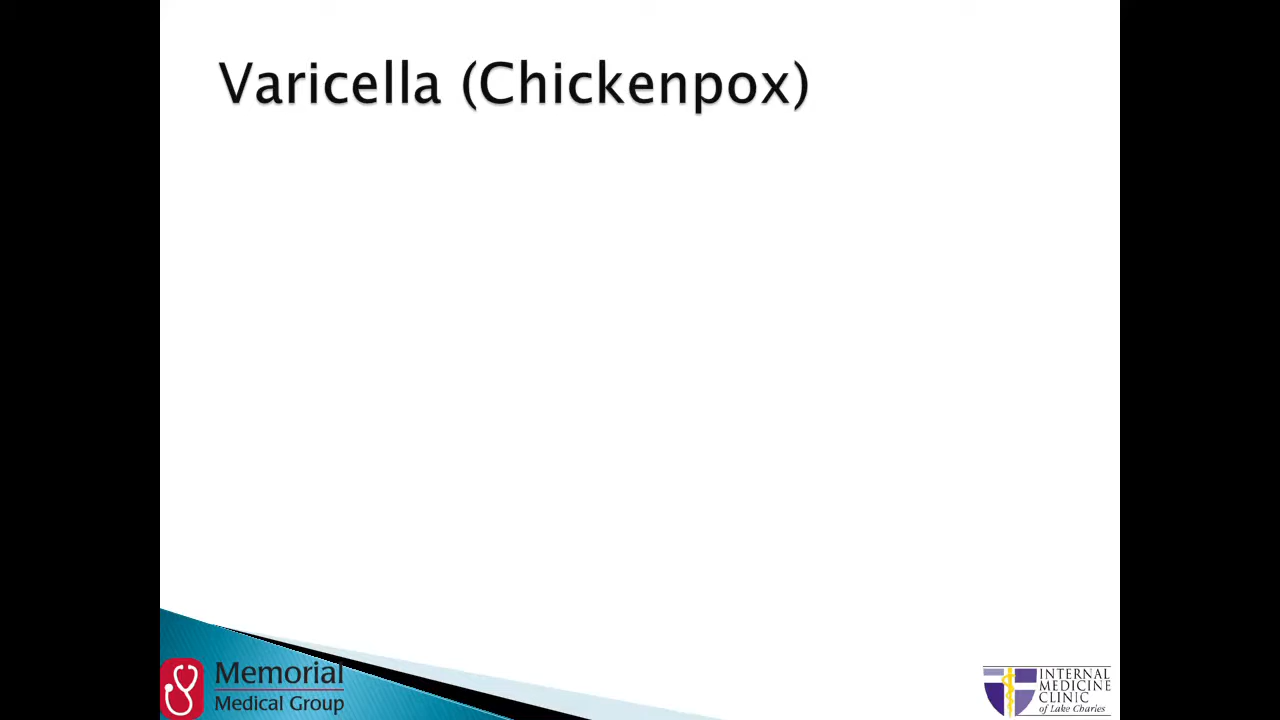 Varicella (Chickenpox)
Memorial
Medical Group
INTERNAL
MEDICINE
CLINIC
of Lake Charles